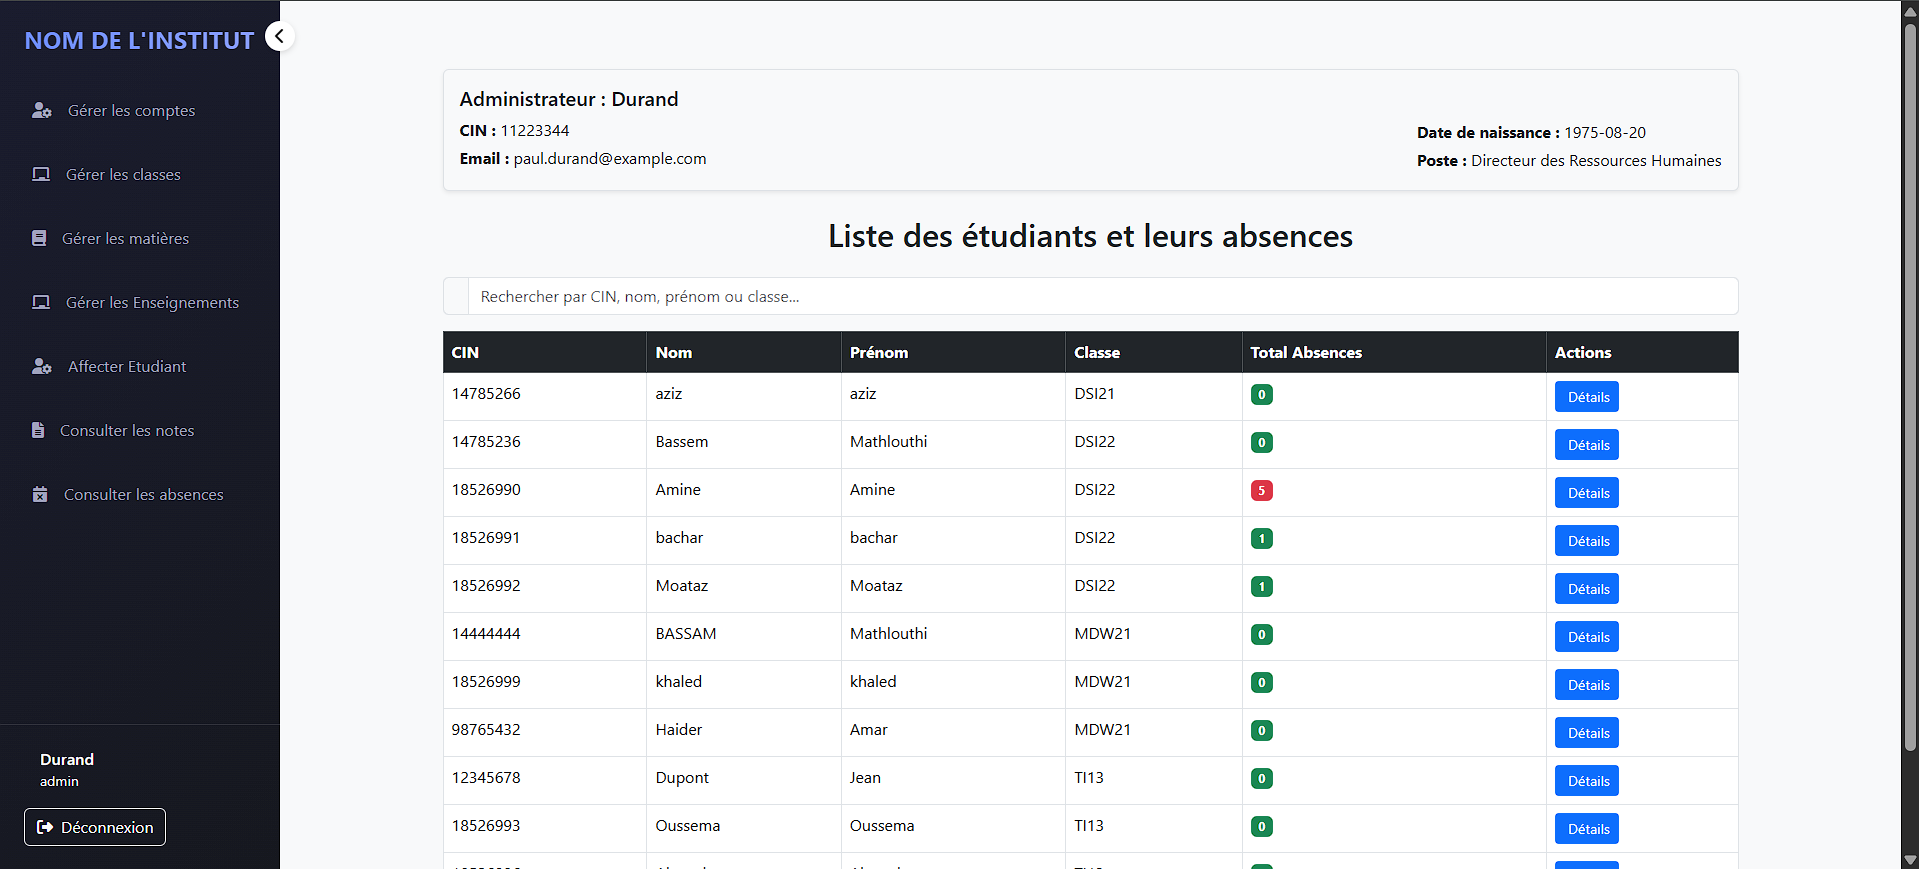 NOM DE L'INSTITUT
Gérer les comptes
Gérer les classes
Gérer les matières
Gérer les Enseignements
Affecter Etudiant
Consulter les notes
Consulter les absences
Durand
admin
Déconnexion
Administrateur : Durand
CIN : 11223344
Email : paul.durand@example.com
Date de naissance : 1975-08-20
Poste : Directeur des Ressources Humaines
Liste des étudiants et leurs absences
Rechercher par CIN, nom, prénom ou classe...
CIN Nom Prénom Classe Total Absences Actions
14785266 aziz aziz DSI21 0 Détails
14785236 Bassem Mathlouthi DSI22 0 Détails
18526990 Amine Amine DSI22 5 Détails
18526991 bachar bachar DSI22 1 Détails
18526992 Moataz Moataz DSI22 1 Détails
14444444 BASSAM Mathlouthi MDW21 0 Détails
18526999 khaled khaled MDW21 0 Détails
98765432 Haider Amar MDW21 0 Détails
12345678 Dupont Jean TI13 0 Détails
18526993 Oussema Oussema TI13 0 Détails